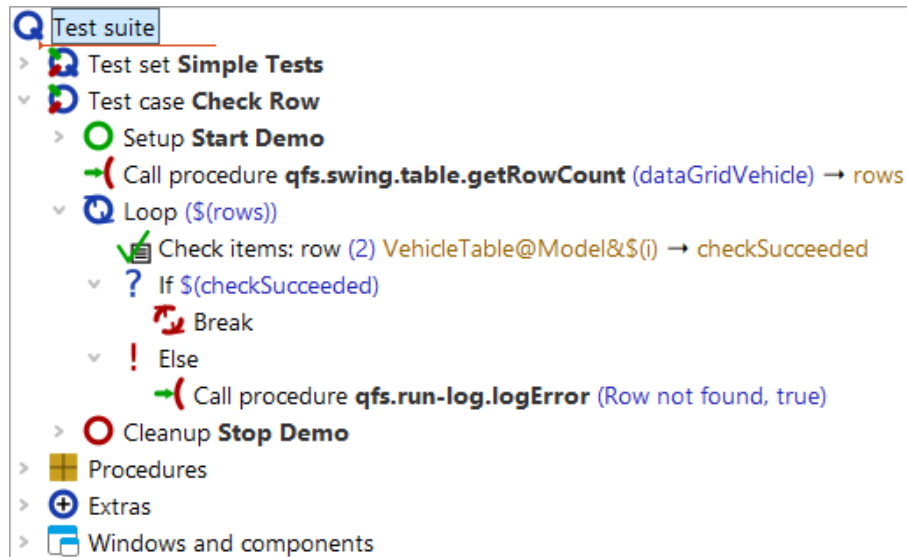 Test suite
Test set Simple Tests
Test case Check Row
Setup Start Demo
Call procedure qfs.swing.table.getRowCount (dataGridVehicle) → rows
Loop ($(rows))
Check items: row (2) VehicleTable@Model&$(i) → checkSucceeded
If $(checkSucceeded)
Break
Else
Call procedure qfs.run-log.logError (Row not found, true)
Cleanup Stop Demo
Procedures
Extras
Windows and components